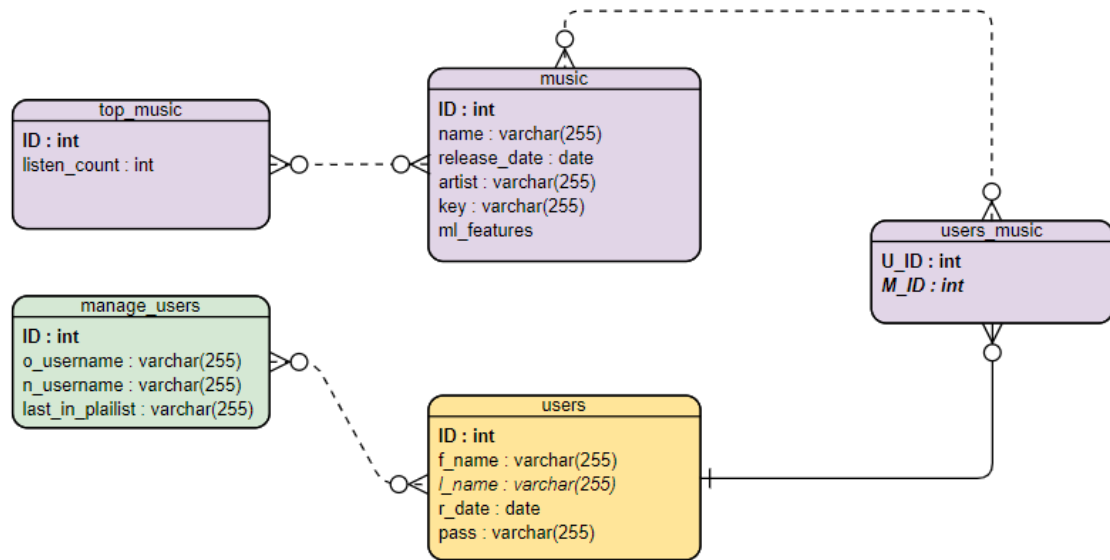 top_music
ID : int
listen_count : int
music
ID : int
name : varchar(255)
release_date : date
artist : varchar(255)
key : varchar(255)
ml_features
users_music
U_ID : int
M_ID : int
manage_users
ID : int
o_username : varchar(255)
n_username : varchar(255)
last_in_plailist : varchar(255)
users
ID : int
f_name : varchar(255)
l_name : varchar(255)
r_date : date
pass : varchar(255)